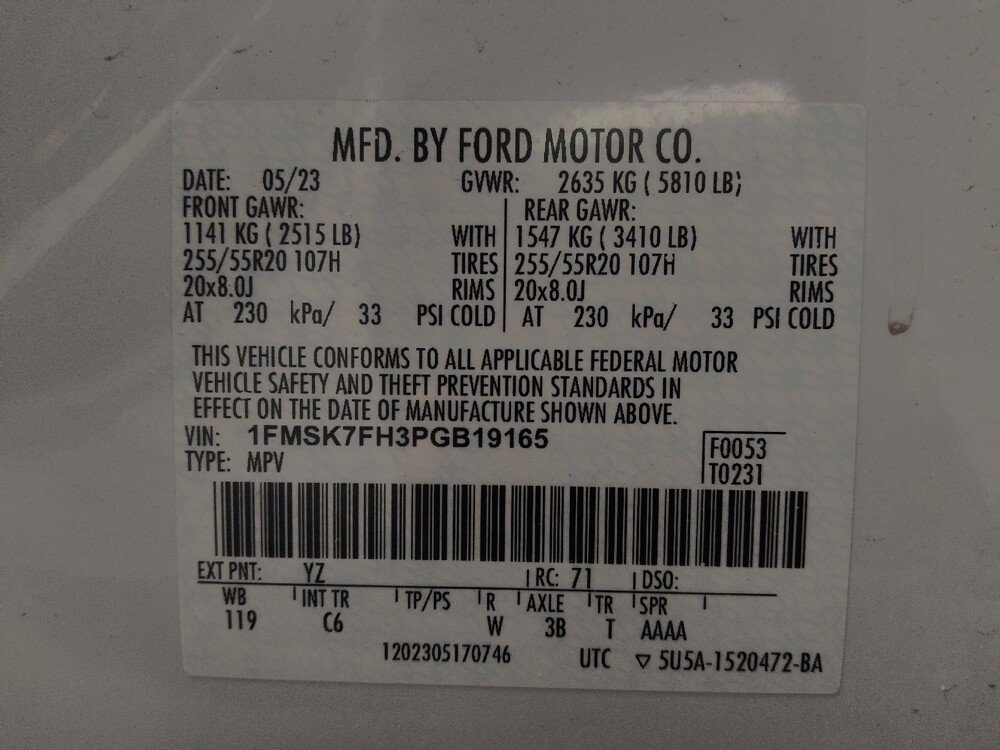 MFD. BY FORD MOTOR CO.
DATE: 05/23 GVWR: 2635 KG ( 5810 LB)
FRONT GAWR: REAR GAWR:
1141 KG ( 2515 LB) WITH 1547 KG ( 3410 LB) WITH
255/55R20 107H TIRES 255/55R20 107H TIRES
20x8.0J RIMS 20x8.0J RIMS
AT 230 kPa/ 33 PSI COLD AT 230 kPa/ 33 PSI COLD
THIS VEHICLE CONFORMS TO ALL APPLICABLE FEDERAL MOTOR
VEHICLE SAFETY AND THEFT PREVENTION STANDARDS IN
EFFECT ON THE DATE OF MANUFACTURE SHOWN ABOVE.
VIN: 1FMSK7FH3PGB19165
F0053
TYPE: MPV
T0231
EXT PNT: YZ RC: 71 DSO:
WB INT TR TP/PS R AXLE TR SPR
119 C6 W 3B T AAAA
1202305170746 UTC ▽ 5U5A-1520472-BA